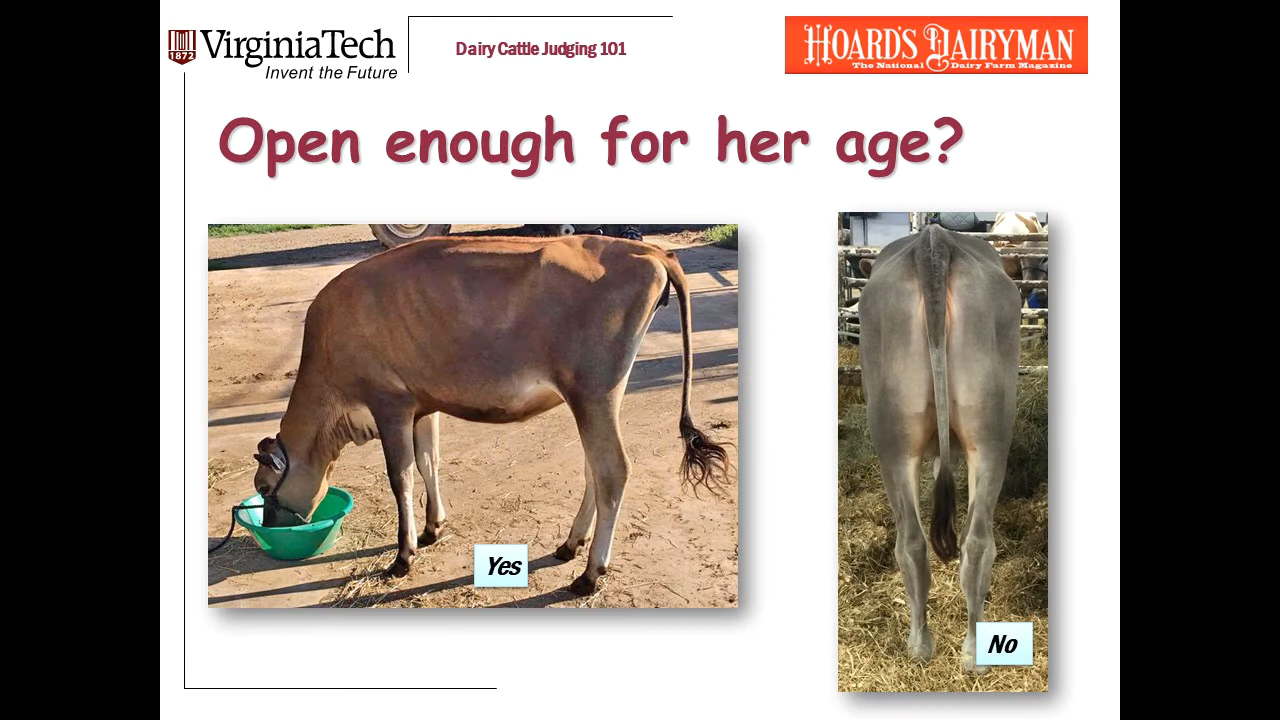 VirginiaTech
1872
Invent the Future
Dairy Cattle Judging 101
HOARD'S DAIRYMAN
The National Dairy Farm Magazine
Open enough for her age?
Yes
No